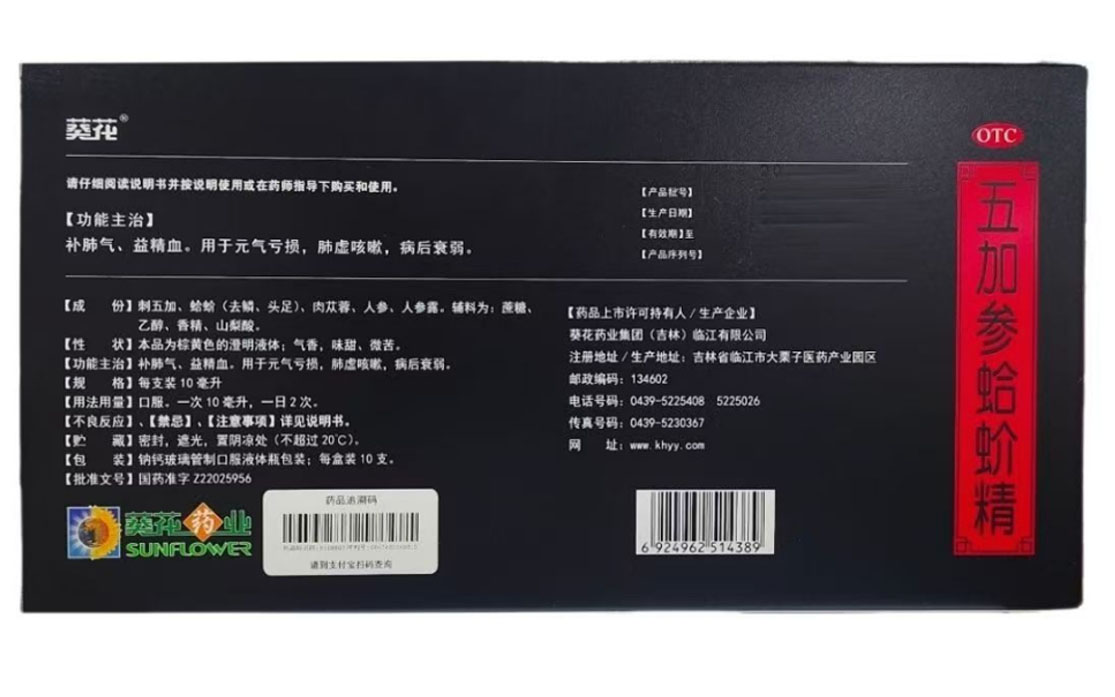 葵花®
请仔细阅读说明书并按说明使用或在药师指导下购买和使用。
【功能主治】
补肺气、益精血。用于元气亏损，肺虚咳嗽，病后衰弱。
【产品批号】
【生产日期】
【有效期】至
【产品序列号】
【成 份】刺五加、蛤蚧（去鳞、头足）、肉苁蓉、人参、人参露。辅料为：蔗糖、
乙醇、香精、山梨酸。
【性 状】本品为棕黄色的澄明液体；气香，味甜、微苦。
【功能主治】补肺气、益精血。用于元气亏损，肺虚咳嗽，病后衰弱。
【规 格】每支装10毫升
【用法用量】口服。一次10毫升，一日2次。
【不良反应】、【禁忌】、【注意事项】详见说明书。
【贮 藏】密封，遮光，置阴凉处（不超过20℃）。
【包 装】钠钙玻璃管制口服液体瓶包装；每盒装10支。
【批准文号】国药准字Z22025956
【药品上市许可持有人/生产企业】
葵花药业集团（吉林）临江有限公司
注册地址/生产地址：吉林省临江市大栗子医药产业园区
邮政编码：134602
电话号码：0439-5225408 5225026
传真号码：0439-5230367
网 址：www.khyy.com
葵花药业
SUNFLOWER
药品追溯码
请到支付宝扫码查询
6 924962 514389
OTC
五加参蛤蚧精